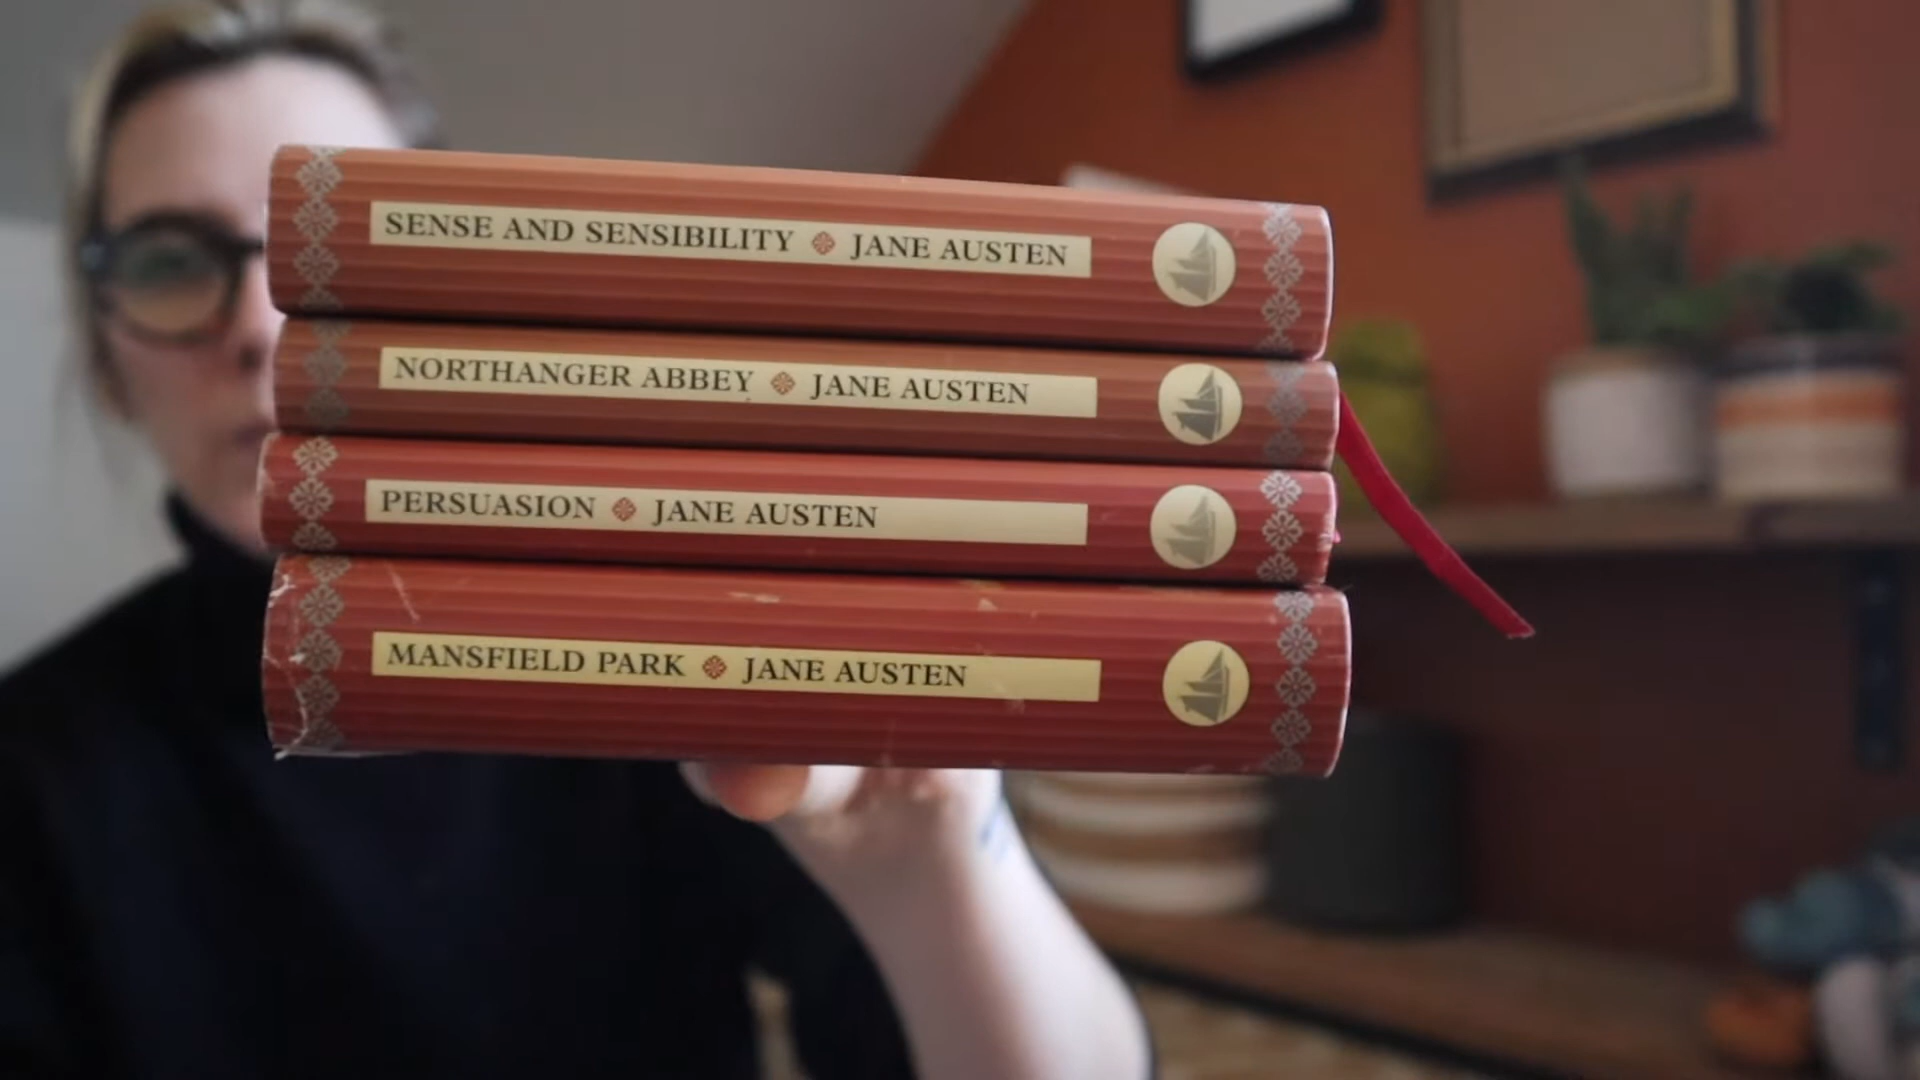 SENSE AND SENSIBILITY JANE AUSTEN
NORTHANGER ABBEY JANE AUSTEN
PERSUASION JANE AUSTEN
MANSFIELD PARK JANE AUSTEN